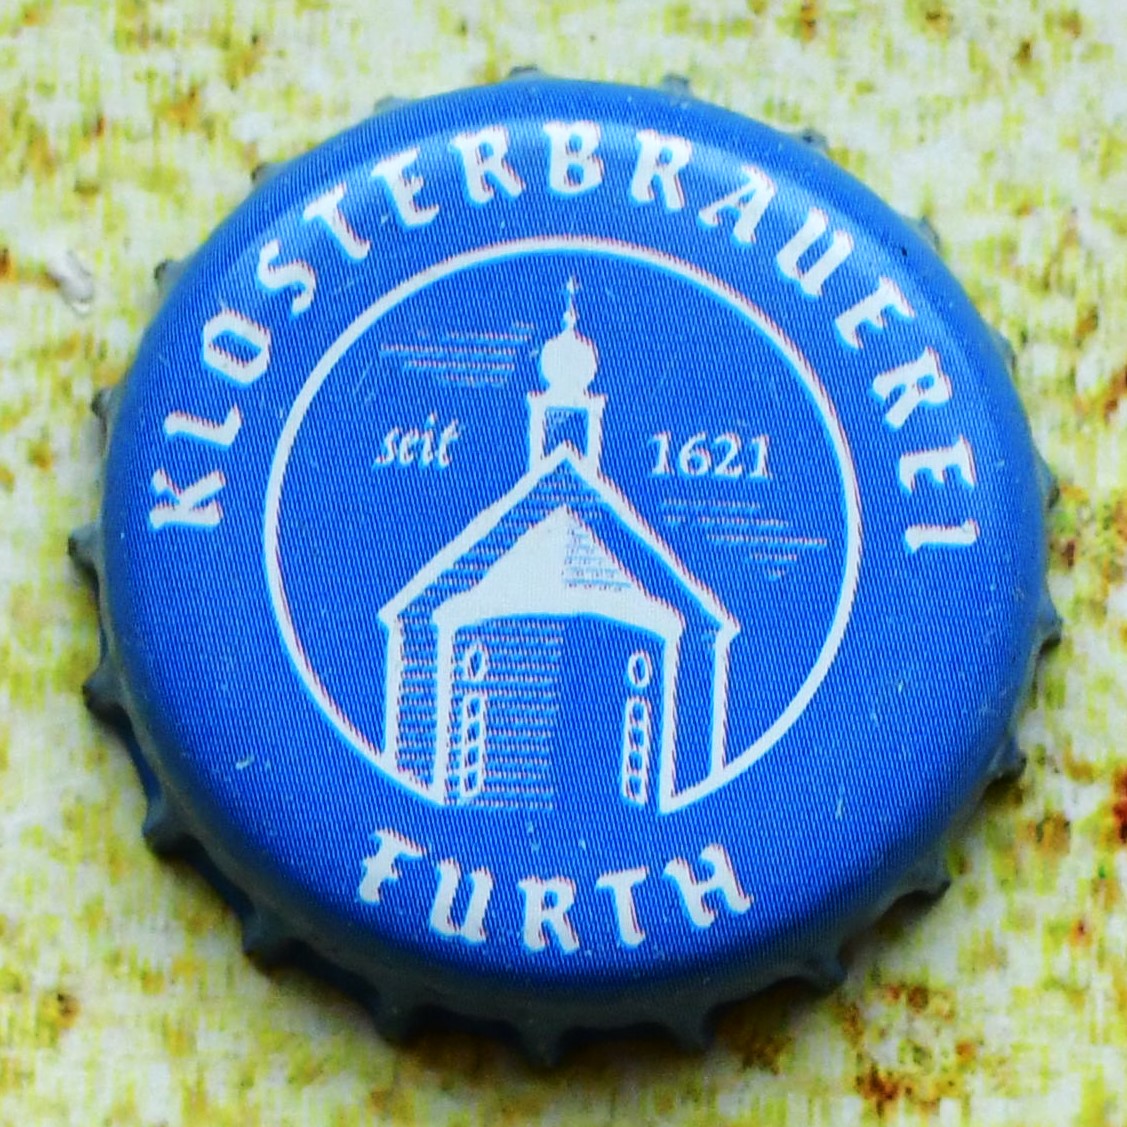 KLOSTERBRAUEREI
seit 1621
FURTH